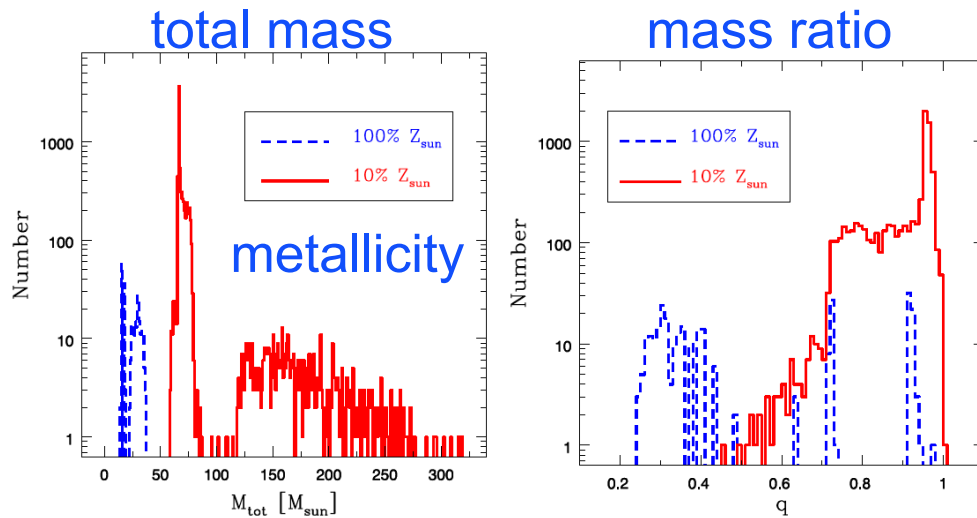 total mass
mass ratio
1000
100
10
1
Number
100% Z_sun
10% Z_sun
metallicity
0
50
100
150
200
250
300
M_tot [M_sun]
1000
100
10
1
Number
100% Z_sun
10% Z_sun
0.2
0.4
0.6
0.8
1
q